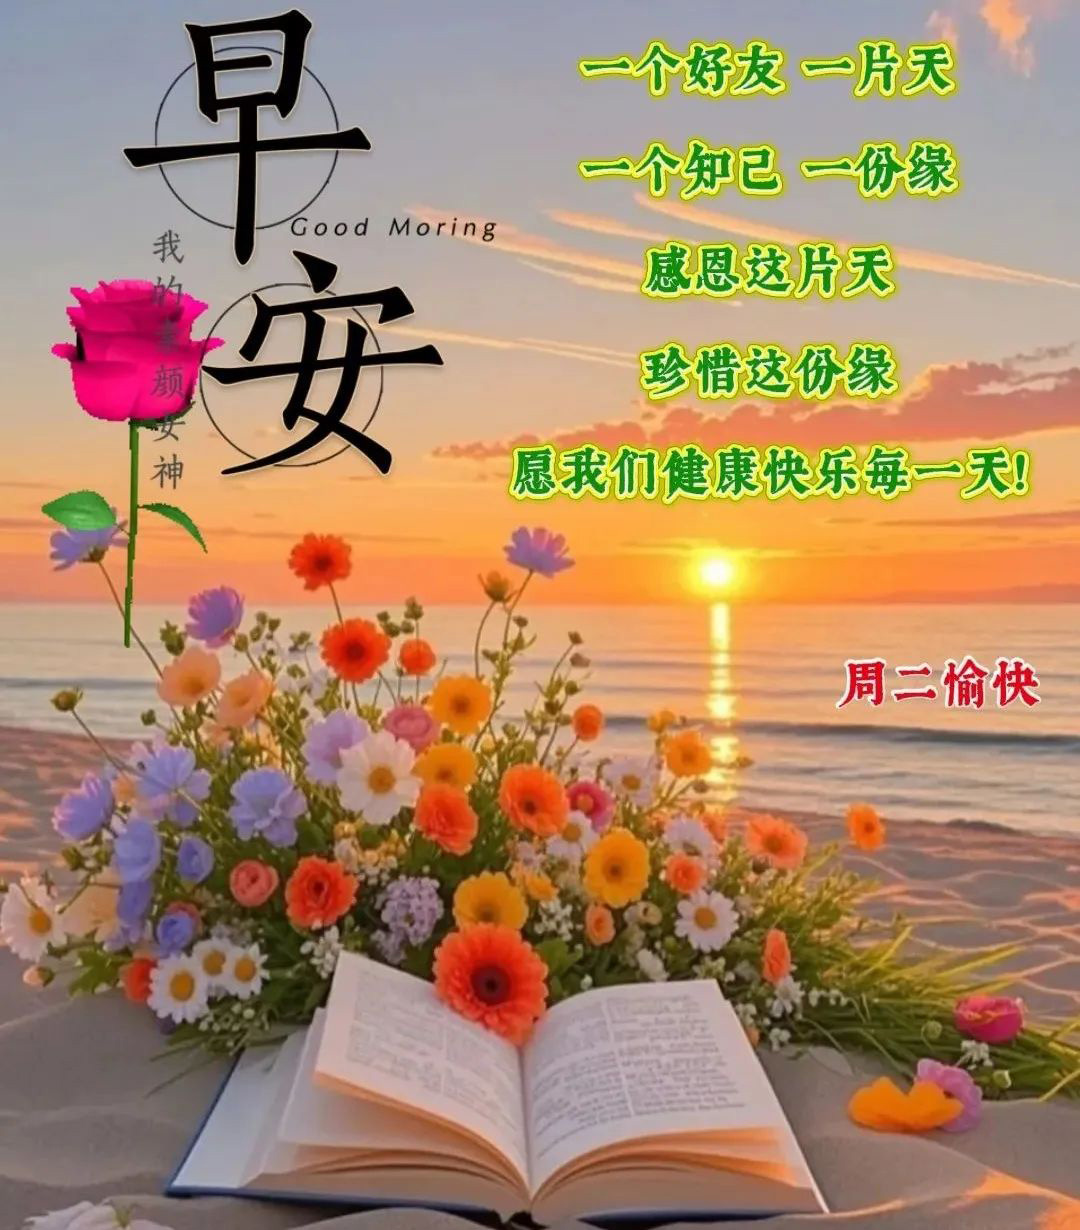 早安
Good Moring
我的素颜女神
一个好友 一片天
一个知己 一份缘
感恩这片天
珍惜这份缘
愿我们健康快乐每一天!
周二愉快